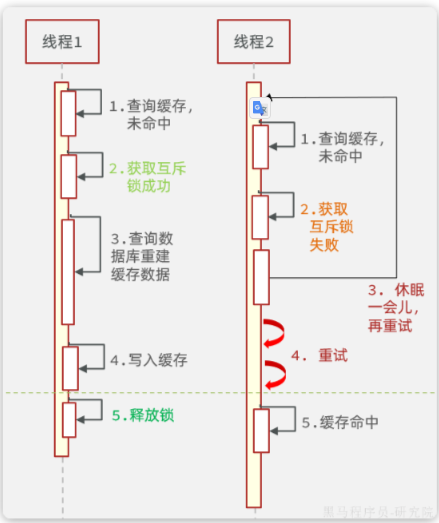 线程1
线程2
1.查询缓存，
未命中
2.获取互斥
锁成功
3.查询数
据库重建
缓存数据
4.写入缓存
5.释放锁
1.查询缓存，
未命中
2.获取
互斥锁
失败
3. 休眠
一会儿，
再重试
4. 重试
5.缓存命中
黑马程序员·研究院